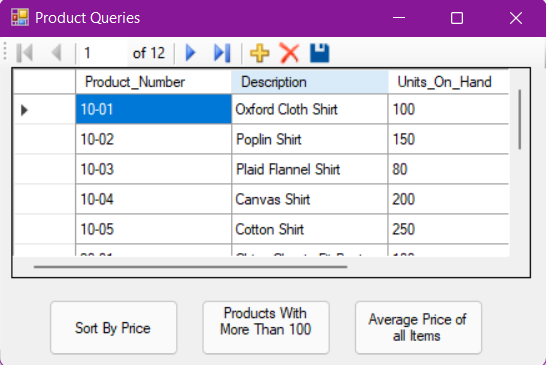 Product Queries
1 of 12
Product_Number Description Units_On_Hand
10-01 Oxford Cloth Shirt 100
10-02 Poplin Shirt 150
10-03 Plaid Flannel Shirt 80
10-04 Canvas Shirt 200
10-05 Cotton Shirt 250
Sort By Price
Products With
More Than 100
Average Price of
all Items